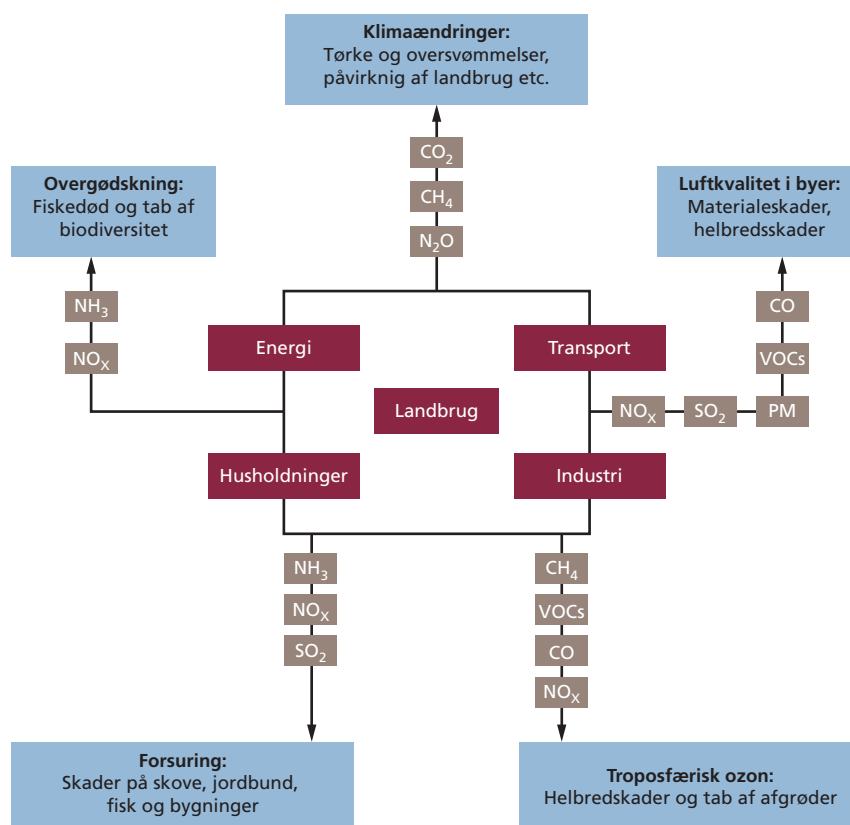 Klimaændringer:
Tørke og oversvømmelser,
påvirknig af landbrug etc.
CO₂
CH₄
N₂O
Overgødskning:
Fiskedød og tab af
biodiversitet
NH₃
NOₓ
Luftkvalitet i byer:
Materialeskader,
helbredsskader
CO
VOCs
Energi
Transport
Landbrug
NOₓ
SO₂
PM
Husholdninger
Industri
NH₃
NOₓ
SO₂
CH₄
VOCs
CO
NOₓ
Forsuring:
Skader på skove, jordbund,
fisk og bygninger
Troposfærisk ozon:
Helbredskader og tab af afgrøder